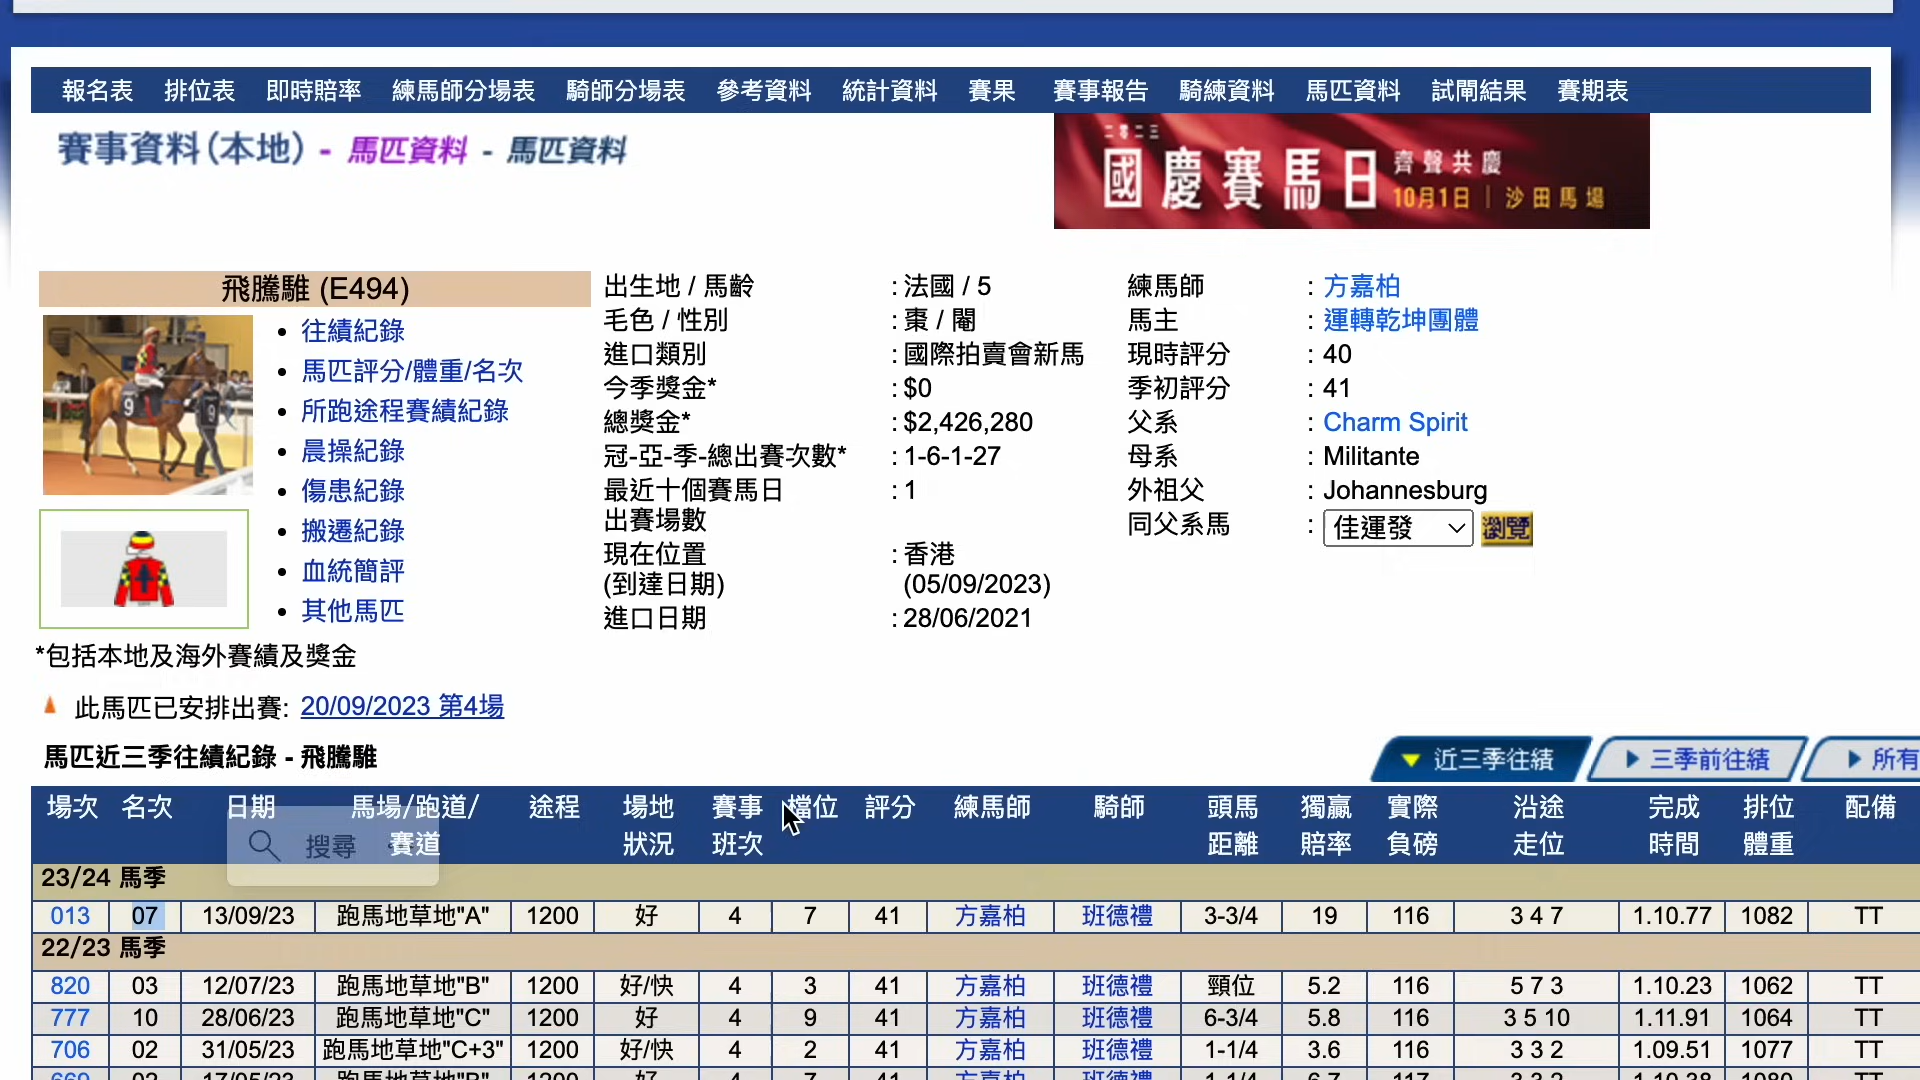 報名表 排位表 即時賠率 練馬師分場表 騎師分場表 參考資料 統計資料 賽果 賽事報告 騎練資料 馬匹資料 試閘結果 賽期表
賽事資料(本地) - 馬匹資料 - 馬匹資料
二零二三
國慶賽馬日 齊聲共慶
10月1日 | 沙田馬場
飛騰騅 (E494)
9
• 往績紀錄
• 馬匹評分/體重/名次
• 所跑途程賽績紀錄
• 晨操紀錄
• 傷患紀錄
• 搬遷紀錄
• 血統簡評
• 其他馬匹
出生地 / 馬齡 : 法國 / 5
毛色 / 性別 : 棗 / 閹
進口類別 : 國際拍賣會新馬
今季獎金* : $0
總獎金* : $2,426,280
冠-亞-季-總出賽次數* : 1-6-1-27
最近十個賽馬日 : 1
出賽場數
現在位置 : 香港
(到達日期) (05/09/2023)
進口日期 : 28/06/2021
練馬師 : 方嘉柏
馬主 : 運轉乾坤團體
現時評分 : 40
季初評分 : 41
父系 : Charm Spirit
母系 : Militante
外祖父 : Johannesburg
同父系馬 : 佳運發 瀏覽
*包括本地及海外賽績及獎金
此馬匹已安排出賽: 20/09/2023 第4場
馬匹近三季往績紀錄 - 飛騰騅
近三季往績 三季前往績 所有
場次 名次 日期 馬場/跑道/ 途程 場地 賽事 檔位 評分 練馬師 騎師 頭馬 獨贏 實際 沿途 完成 排位 配備
搜尋 賽道 狀況 班次 距離 賠率 負磅 走位 時間 體重
23/24 馬季
013 07 13/09/23 跑馬地草地"A" 1200 好 4 7 41 方嘉柏 班德禮 3-3/4 19 116 3 4 7 1.10.77 1082 TT
22/23 馬季
820 03 12/07/23 跑馬地草地"B" 1200 好/快 4 3 41 方嘉柏 班德禮 頸位 5.2 116 5 7 3 1.10.23 1062 TT
777 10 28/06/23 跑馬地草地"C" 1200 好 4 9 41 方嘉柏 班德禮 6-3/4 5.8 116 3 5 10 1.11.91 1064 TT
706 02 31/05/23 跑馬地草地"C+3" 1200 好/快 4 2 41 方嘉柏 班德禮 1-1/4 3.6 116 3 3 2 1.09.51 1077 TT